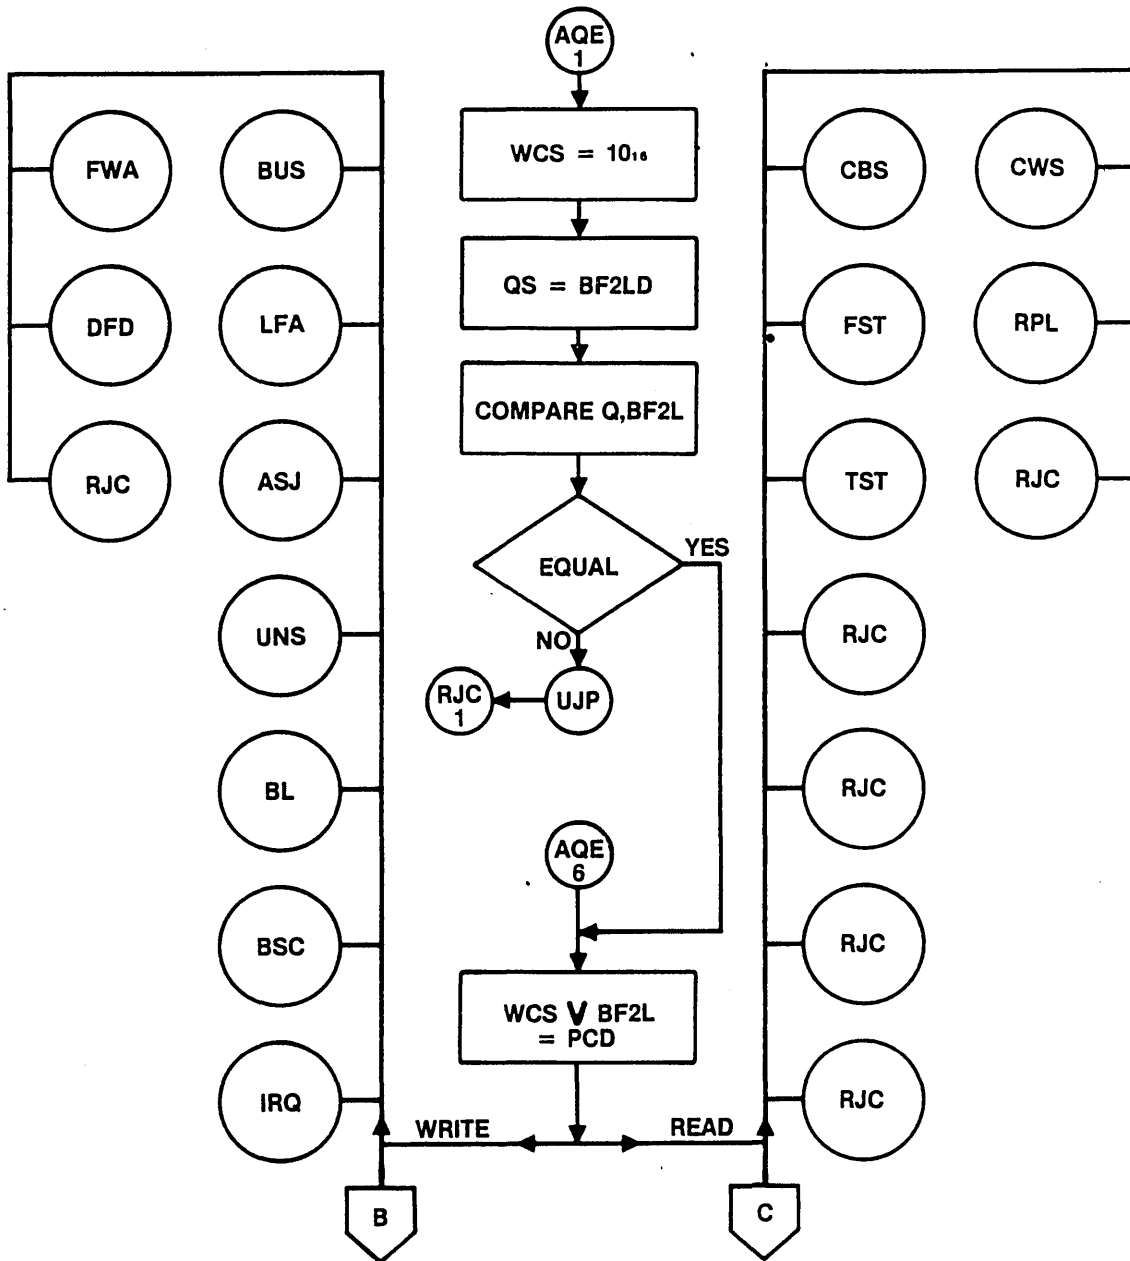 AQE
1
WCS = 10₁₆
QS = BF2LD
COMPARE Q,BF2L
EQUAL
YES
NO
UJP
RJC
1
AQE
6
WCS V BF2L
= PCD
WRITE
READ
FWA
BUS
DFD
LFA
RJC
ASJ
UNS
BL
BSC
IRQ
B
CBS
CWS
FST
RPL
TST
RJC
RJC
RJC
RJC
RJC
C